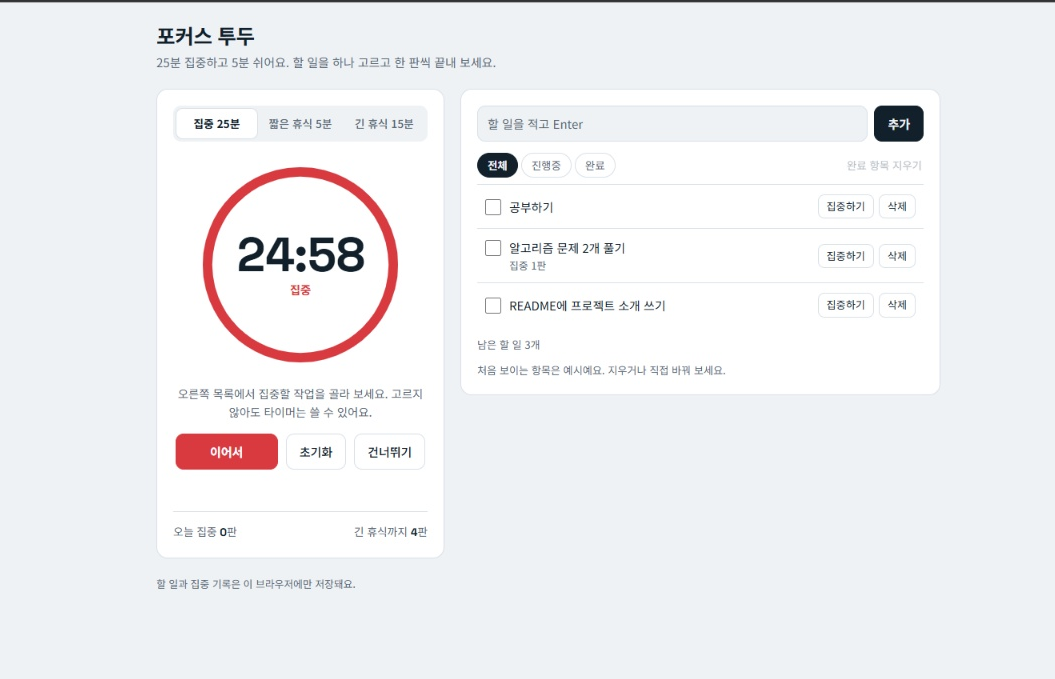 포커스 투두
25분 집중하고 5분 쉬어요. 할 일을 하나 고르고 한 판씩 끝내 보세요.
집중 25분
짧은 휴식 5분
긴 휴식 15분
24:58
집중
오른쪽 목록에서 집중할 작업을 골라 보세요. 고르지
않아도 타이머는 쓸 수 있어요.
이어서
초기화
건너뛰기
오늘 집중 0판
긴 휴식까지 4판
할 일을 적고 Enter
추가
전체
진행중
완료
완료 항목 지우기
공부하기
집중하기
삭제
알고리즘 문제 2개 풀기
집중 1판
집중하기
삭제
README에 프로젝트 소개 쓰기
집중하기
삭제
남은 할 일 3개
처음 보이는 항목은 예시예요. 지우거나 직접 바꿔 보세요.
할 일과 집중 기록은 이 브라우저에만 저장돼요.